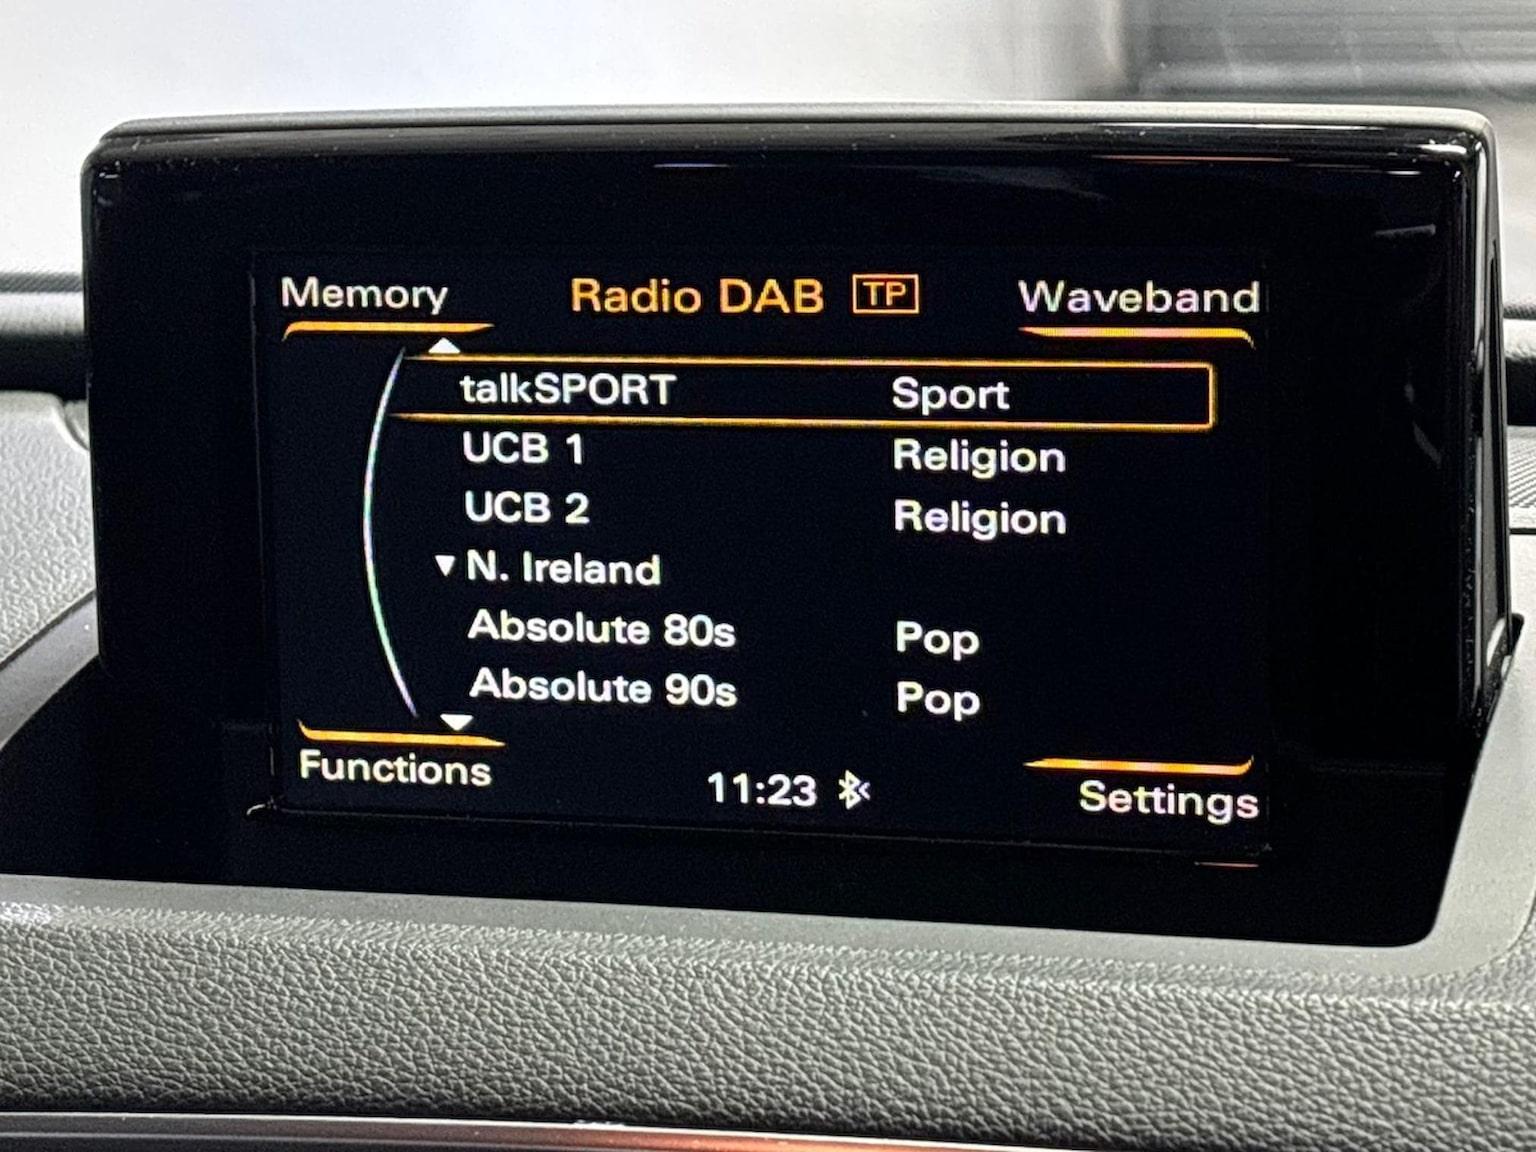 Memory Radio DAB TP Waveband
talkSPORT Sport
UCB 1 Religion
UCB 2 Religion
▼ N. Ireland
Absolute 80s Pop
Absolute 90s Pop
Functions 11:23 Settings